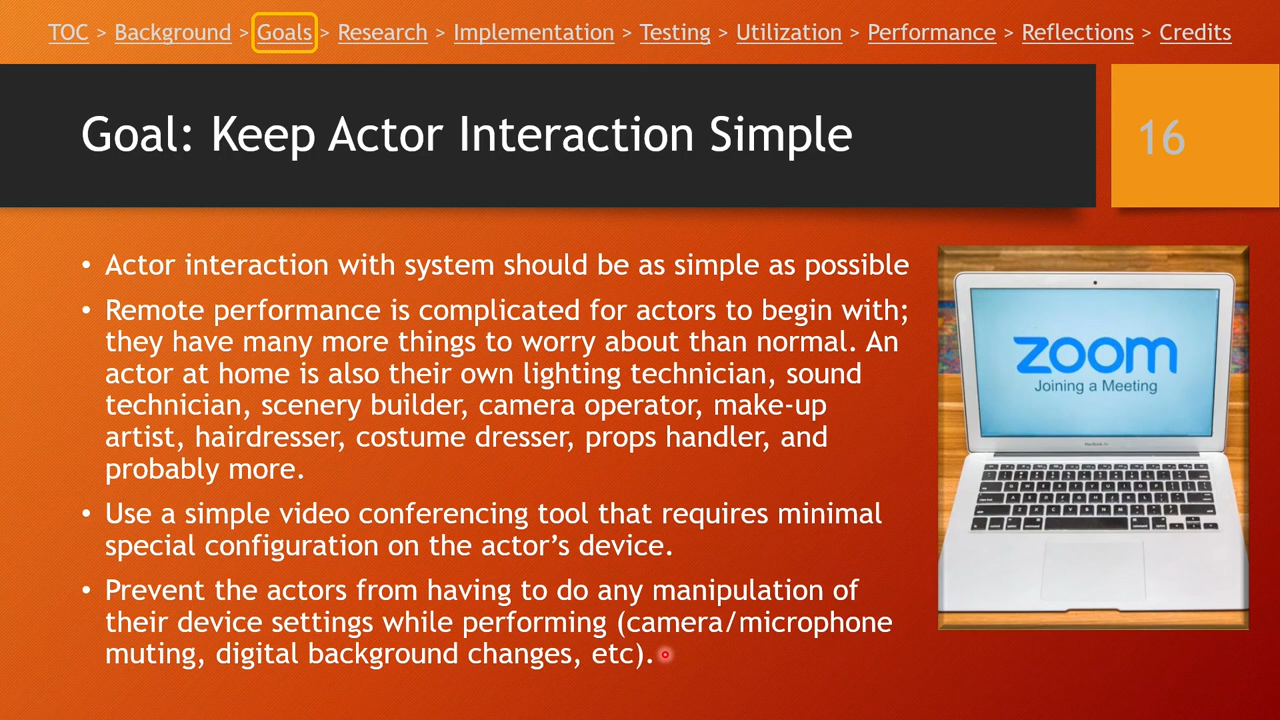 TOC > Background > Goals > Research > Implementation > Testing > Utilization > Performance > Reflections > Credits
Goal: Keep Actor Interaction Simple
16
• Actor interaction with system should be as simple as possible
• Remote performance is complicated for actors to begin with;
they have many more things to worry about than normal. An
actor at home is also their own lighting technician, sound
technician, scenery builder, camera operator, make-up
artist, hairdresser, costume dresser, props handler, and
probably more.
• Use a simple video conferencing tool that requires minimal
special configuration on the actor’s device.
• Prevent the actors from having to do any manipulation of
their device settings while performing (camera/microphone
muting, digital background changes, etc).
zoom
Joining a Meeting